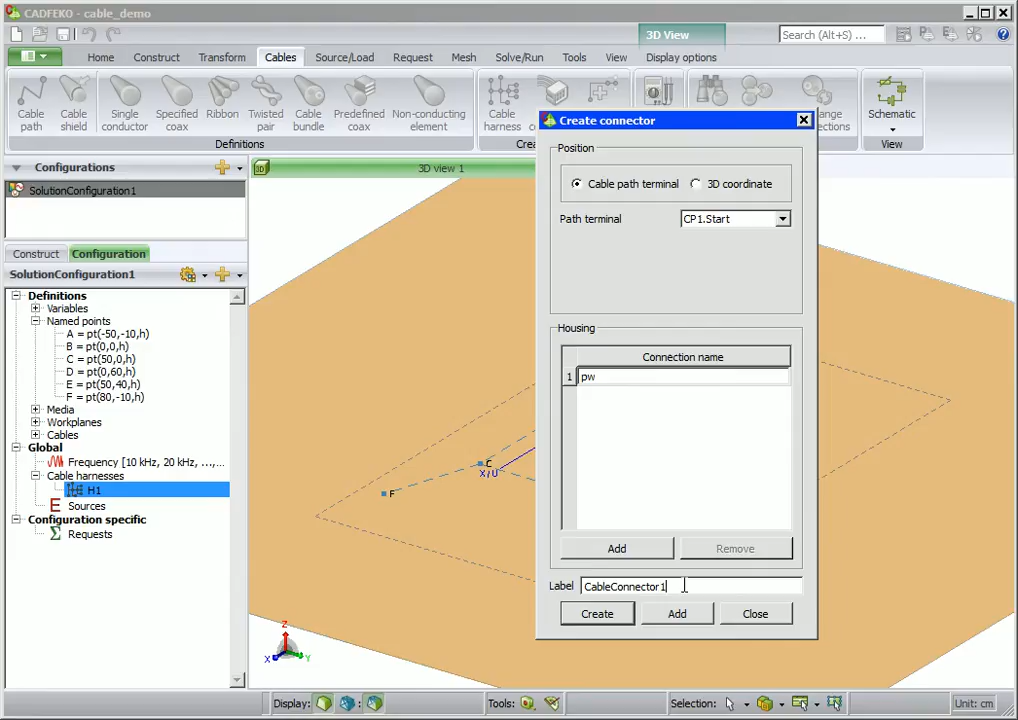 CADFEKO - cable_demo
3D View
Search (Alt+S) ...
Home
Construct
Transform
Cables
Source/Load
Request
Mesh
Solve/Run
Tools
View
Display options
Cable path
Cable shield
Single conductor
Specified coax
Ribbon
Twisted pair
Cable bundle
Predefined coax
Non-conducting element
Cable harness
Schematic
Definitions
View
Configurations
SolutionConfiguration1
Construct
Configuration
SolutionConfiguration1
Definitions
Variables
Named points
A = pt(-50,-10,h)
B = pt(0,0,h)
C = pt(50,0,h)
D = pt(0,60,h)
E = pt(50,40,h)
F = pt(80,-10,h)
Media
Workplanes
Cables
Global
Frequency [10 kHz, 20 kHz, ...,...
Cable harnesses
H1
Sources
Configuration specific
Requests
3D view 1
C
X/U
F
Z
X
Y
Create connector
Position
Cable path terminal
3D coordinate
Path terminal
CP1.Start
Housing
Connection name
1 pw
Add
Remove
Label CableConnector1
Create
Add
Close
Display:
Tools:
Selection:
Unit: cm